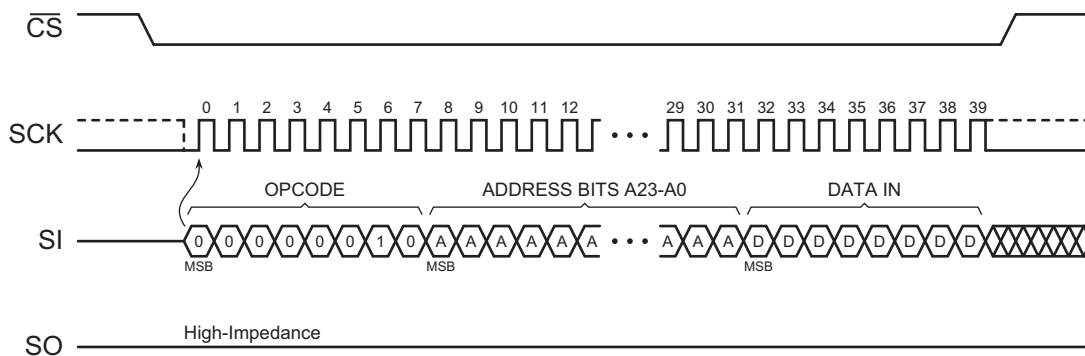 CS
SCK
0 1 2 3 4 5 6 7 8 9 10 11 12 29 30 31 32 33 34 35 36 37 38 39
OPCODE ADDRESS BITS A23-A0 DATA IN
SI
0 0 0 0 0 0 1 0 A A A A A A A A A D D D D D D D D
MSB MSB MSB
High-Impedance
SO